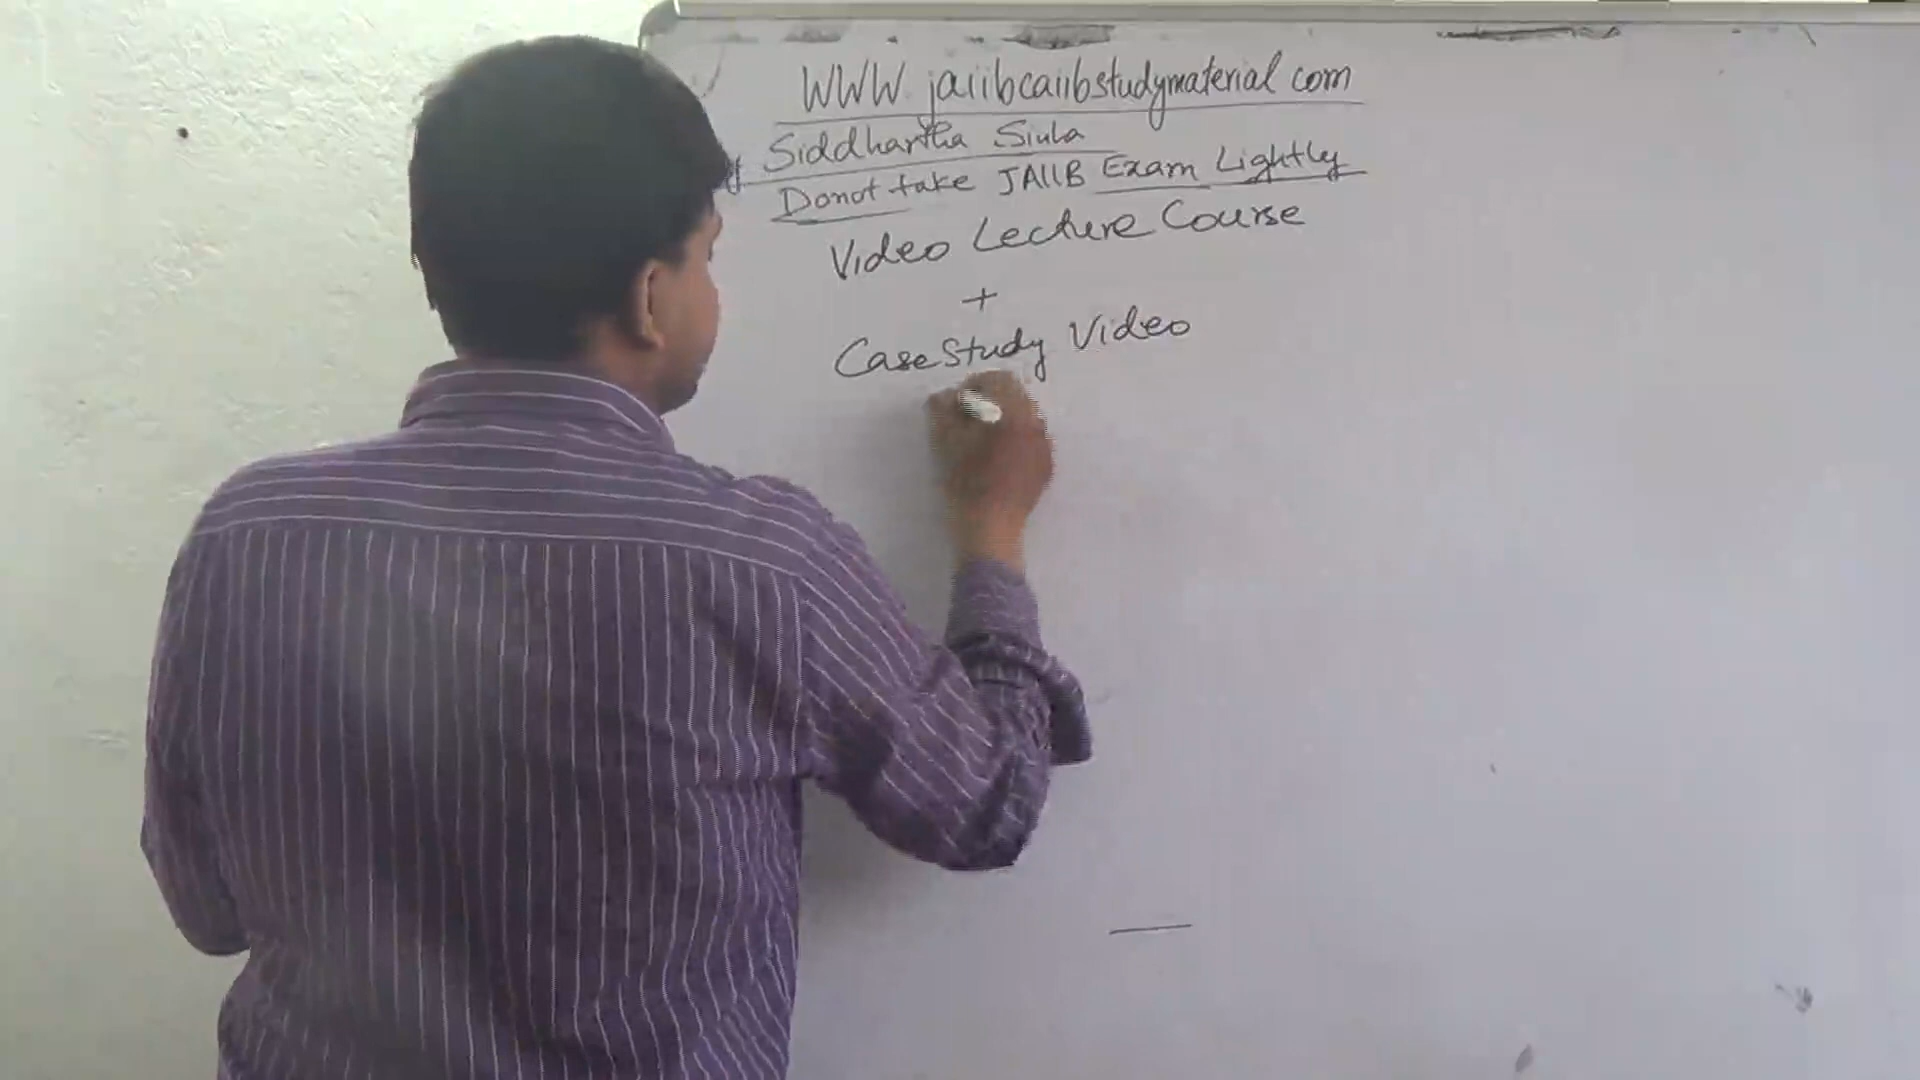 WWW.jaiibcaiibstudymaterial com
Siddhartha Sinha
Donot take JAIIB Exam Lightly
Video Lecture Course
+
Case Study Video